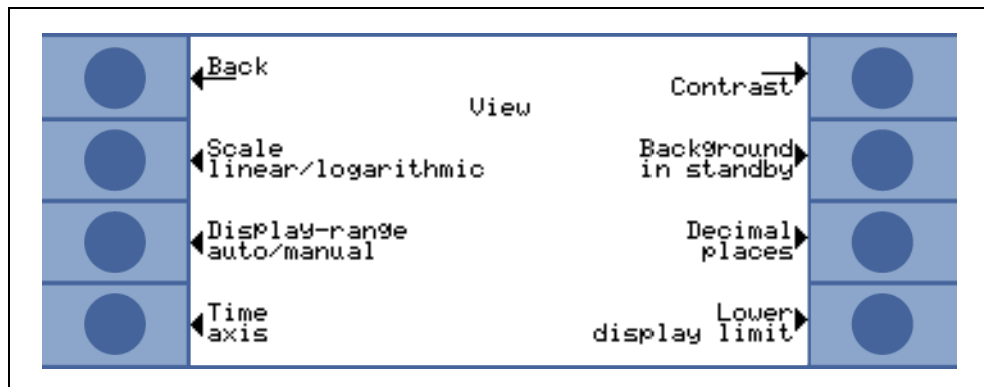 Back
Contrast
View
Scale
linear/logarithmic
Background
in standby
Display-range
auto/manual
Decimal
places
Time
axis
Lower
display limit